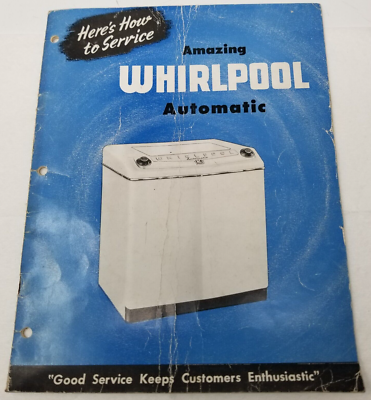 Here's How
to Service
Amazing
WHIRLPOOL
Automatic
"Good Service Keeps Customers Enthusiastic"